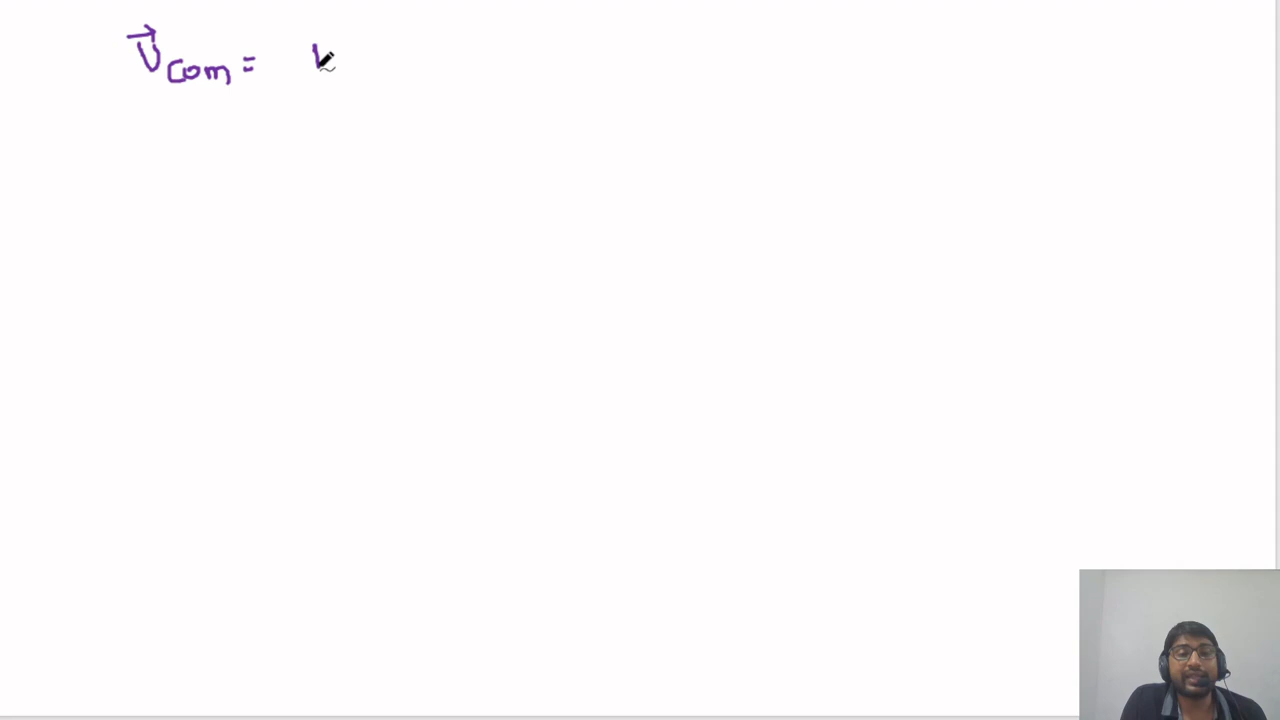 v⃗com =